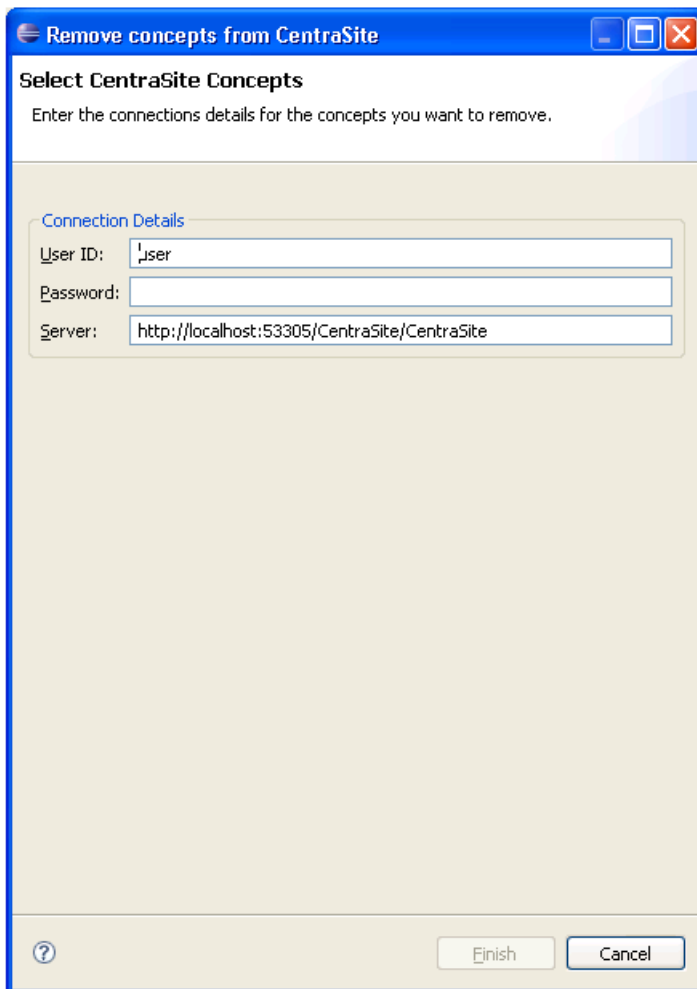 Remove concepts from CentraSite
Select CentraSite Concepts
Enter the connections details for the concepts you want to remove.
Connection Details
User ID: user
Password:
Server: http://localhost:53305/CentraSite/CentraSite
? Finish Cancel